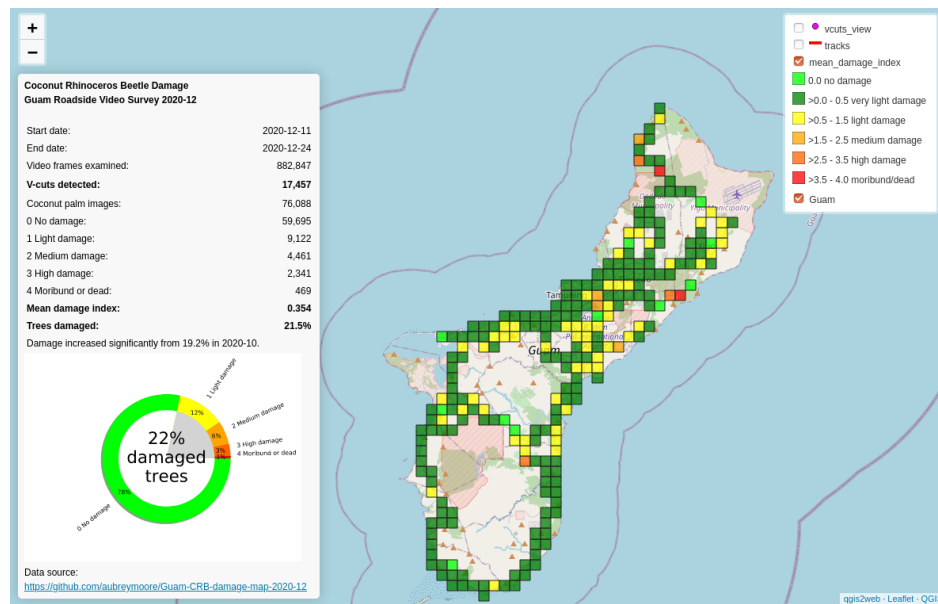 +
−
Coconut Rhinoceros Beetle Damage
Guam Roadside Video Survey 2020-12
Start date: 2020-12-11
End date: 2020-12-24
Video frames examined: 882,847
V-cuts detected: 17,457
Coconut palm images: 76,088
0 No damage: 59,695
1 Light damage: 9,122
2 Medium damage: 4,461
3 High damage: 2,341
4 Moribund or dead: 469
Mean damage index: 0.354
Trees damaged: 21.5%
Damage increased significantly from 19.2% in 2020-10.
1 Light damage
12%
2 Medium damage
6%
3 High damage
3%
4 Moribund or dead
1%
22%
damaged
trees
78%
0 No damage
Data source:
https://github.com/aubreymoore/Guam-CRB-damage-map-2020-12
vcuts_view
tracks
mean_damage_index
0.0 no damage
>0.0 - 0.5 very light damage
>0.5 - 1.5 light damage
>1.5 - 2.5 medium damage
>2.5 - 3.5 high damage
>3.5 - 4.0 moribund/dead
Guam
Municipality
Municipality
Guam
qgis2web · Leaflet · QGI